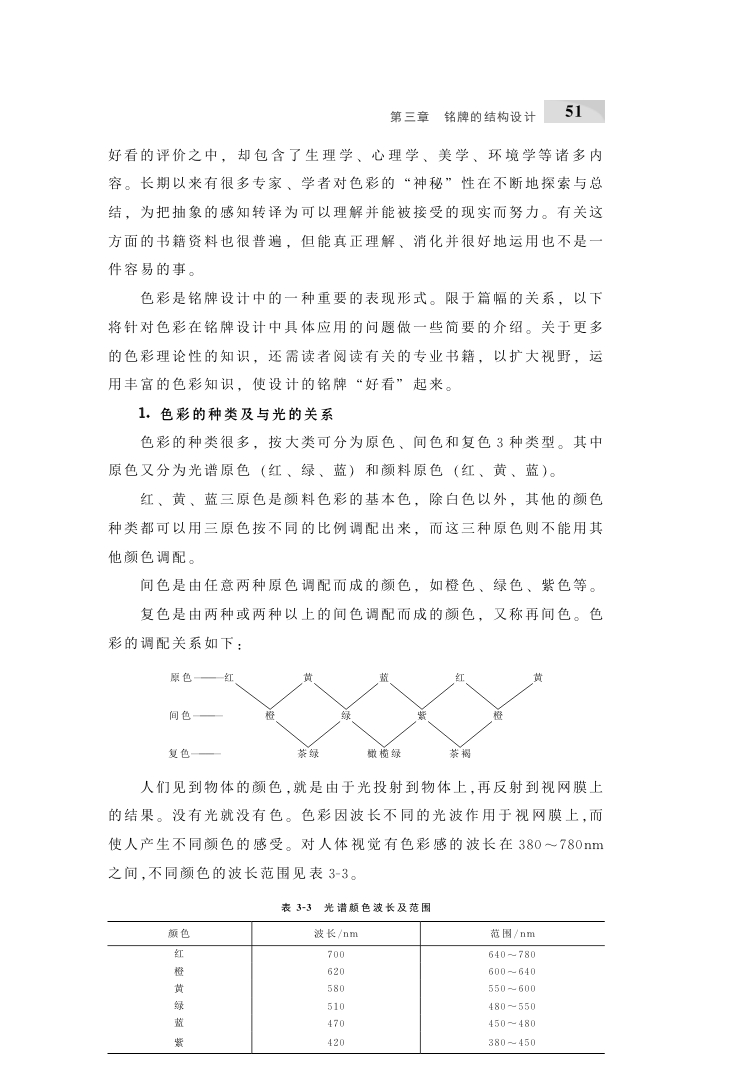 第三章 铭牌的结构设计 51
好看的评价之中，却包含了生理学、心理学、美学、环境学等诸多内
容。长期以来有很多专家、学者对色彩的“神秘”性在不断地探索与总
结，为把抽象的感知转译为可以理解并能被接受的现实而努力。有关这
方面的书籍资料也很普遍，但能真正理解、消化并很好地运用也不是一
件容易的事。
色彩是铭牌设计中的一种重要的表现形式。限于篇幅的关系，以下
将针对色彩在铭牌设计中具体应用的问题做一些简要的介绍。关于更多
的色彩理论性的知识，还需读者阅读有关的专业书籍，以扩大视野，运
用丰富的色彩知识，使设计的铭牌“好看”起来。
1. 色彩的种类及与光的关系
色彩的种类很多，按大类可分为原色、间色和复色 3 种类型。其中
原色又分为光谱原色（红、绿、蓝）和颜料原色（红、黄、蓝）。
红、黄、蓝三原色是颜料色彩的基本色，除白色以外，其他的颜色
种类都可以用三原色按不同的比例调配出来，而这三种原色则不能用其
他颜色调配。
间色是由任意两种原色调配而成的颜色，如橙色、绿色、紫色等。
复色是由两种或两种以上的间色调配而成的颜色，又称再间色。色
彩的调配关系如下：
原色——红 黄 蓝 红 黄
间色—— 橙 绿 紫 橙
复色—— 茶绿 橄榄绿 茶褐
人们见到物体的颜色,就是由于光投射到物体上,再反射到视网膜上
的结果。没有光就没有色。色彩因波长不同的光波作用于视网膜上,而
使人产生不同颜色的感受。对人体视觉有色彩感的波长在 380～780nm
之间,不同颜色的波长范围见表 3-3。
表 3-3 光谱颜色波长及范围
颜色 波长/nm 范围/nm
红 700 640～780
橙 620 600～640
黄 580 550～600
绿 510 480～550
蓝 470 450～480
紫 420 380～450